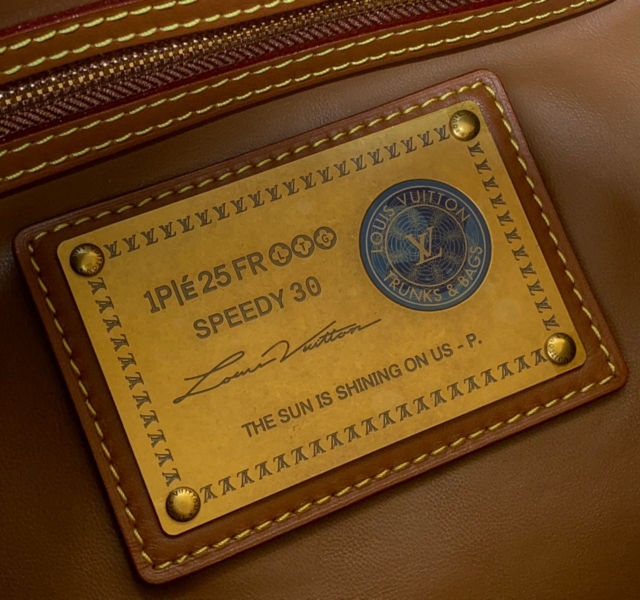 1P|é 25 FR L T G
SPEEDY 30
Louis Vuitton
THE SUN IS SHINING ON US - P.
LOUIS VUITTON
LV
TRUNKS & BAGS